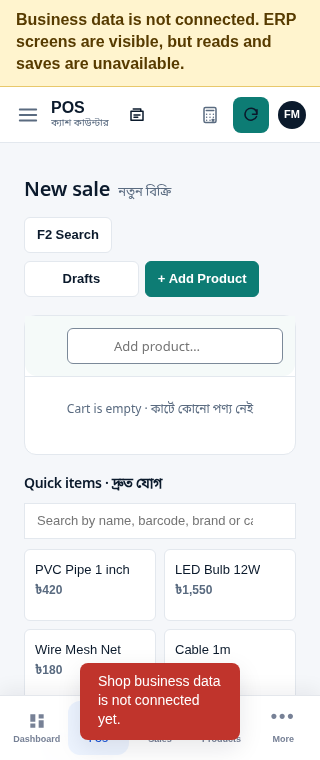 Business data is not connected. ERP
screens are visible, but reads and
saves are unavailable.
POS
ক্যাশ কাউন্টার
FM
New sale নতুন বিক্রি
F2 Search
Drafts
+ Add Product
Add product...
Cart is empty · কার্টে কোনো পণ্য নেই
Quick items · দ্রুত যোগ
Search by name, barcode, brand or ca
PVC Pipe 1 inch
৳420
LED Bulb 12W
৳1,550
Wire Mesh Net
৳180
Cable 1m
Shop business data
is not connected
yet.
Dashboard
More